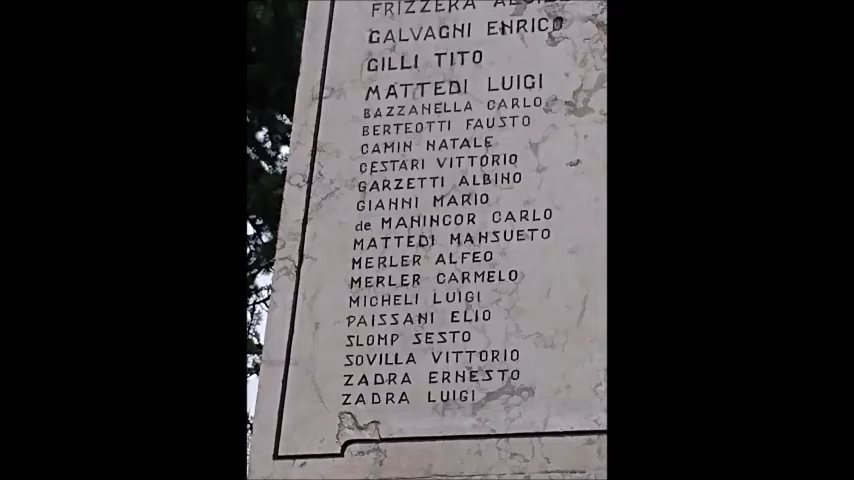 FRIZZERA
GALVAGNI ENRICO
GILLI TITO
MATTEDI LUIGI
BAZZANELLA CARLO
BERTEOTTI FAUSTO
CAMIN NATALE
CESTARI VITTORIO
GARZETTI ALBINO
GIANNI MARIO
de MANINCOR CARLO
MATTEDI MANSUETO
MERLER ALFEO
MERLER CARMELO
MICHELI LUIGI
PAISSANI ELIO
SLOMP SESTO
SOVILLA VITTORIO
ZADRA ERNESTO
ZADRA LUIGI